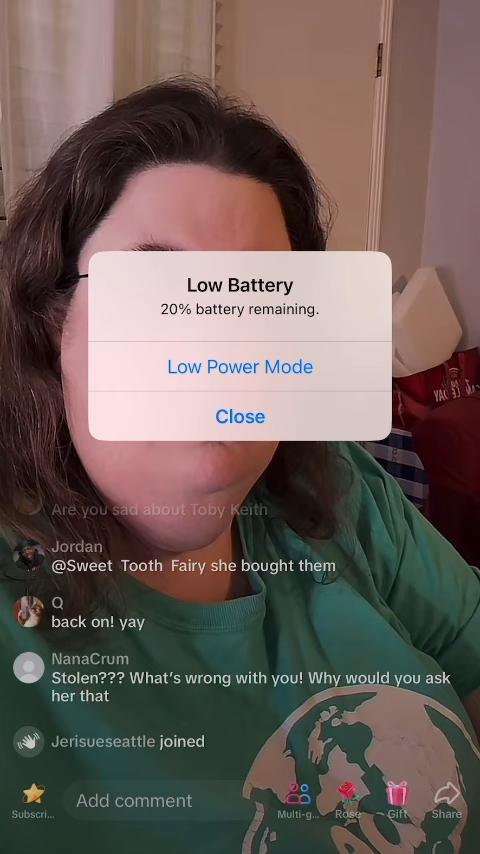 Low Battery
20% battery remaining.
Low Power Mode
Close
Are you sad about Toby Keith
Jordan
@Sweet Tooth Fairy she bought them
Q
back on! yay
NanaCrum
Stolen??? What's wrong with you! Why would you ask
her that
Jerisueseattle joined
Add comment
Subscri...
Multi-g...
Rose
Gift
Share